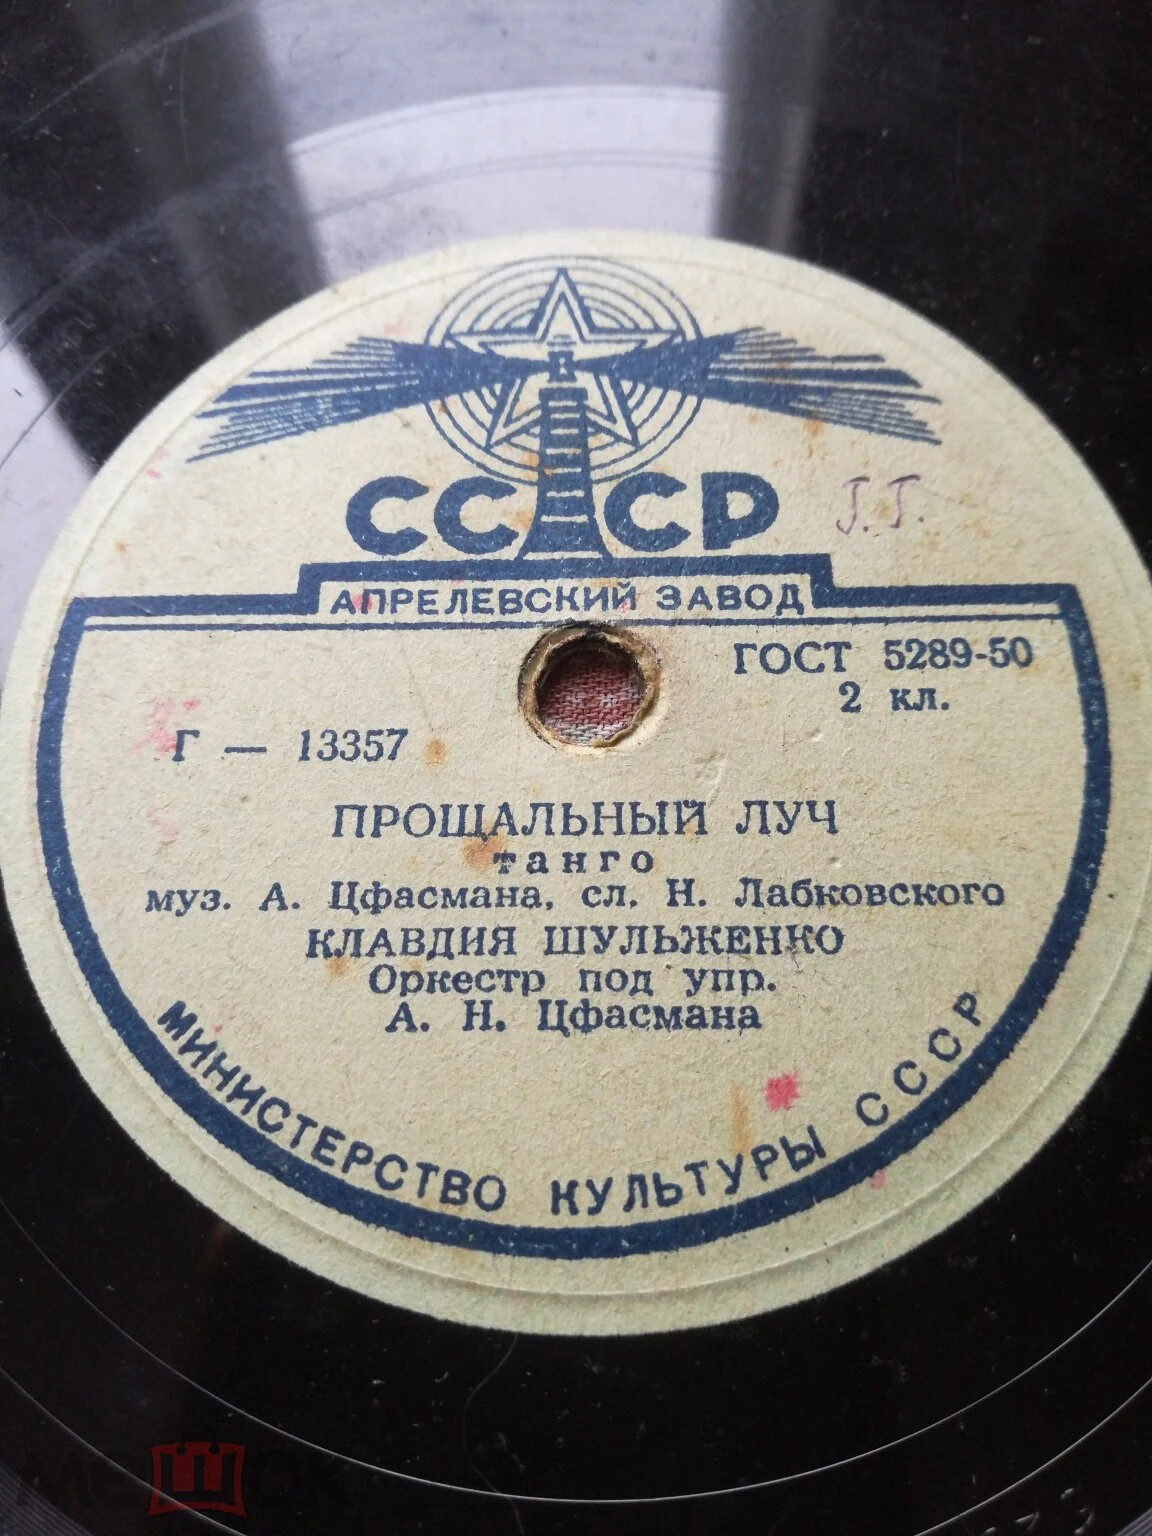 СССР
J.T.
АПРЕЛЕВСКИЙ ЗАВОД
ГОСТ 5289-50
2 кл.
Г — 13357
ПРОЩАЛЬНЫЙ ЛУЧ
танго
муз. А. Цфасмана, сл. Н. Лабковского
КЛАВДИЯ ШУЛЬЖЕНКО
Оркестр под упр.
А. Н. Цфасмана
МИНИСТЕРСТВО КУЛЬТУРЫ СССР
мешок